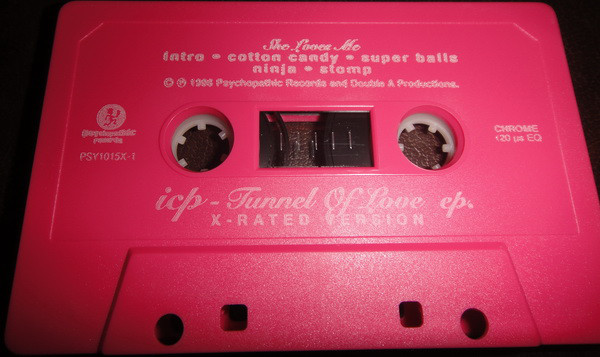 She Loves Me
intro • cotton candy • super balls
ninja • stomp
© ℗ 1996 Psychopathic Records and Double A Productions.
psychopathic
records
PSY1015X-1
CHROME
120 µs EQ
icp - Tunnel Of Love ep.
X-RATED VERSION